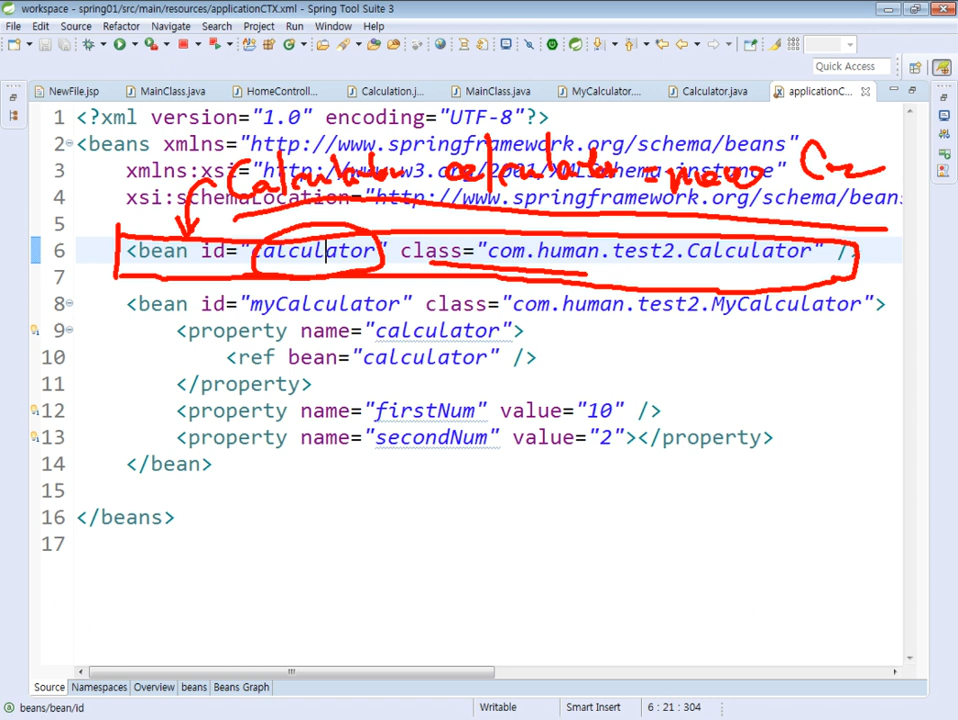 workspace - spring01/src/main/resources/applicationCTX.xml - Spring Tool Suite 3
File Edit Source Refactor Navigate Search Project Run Window Help
Quick Access
NewFile.jsp MainClass.java HomeControll... Calculation.j... MainClass.java MyCalculator.... Calculator.java applicationC...
1 <?xml version="1.0" encoding="UTF-8"?>
2 <beans xmlns="http://www.springframework.org/schema/beans"
Calculator calculator = new
3 xmlns:xsi="http://www.w3.org/2001/XMLSchema-instance"
4 xsi:schemaLocation="http://www.springframework.org/schema/beans
5
6 <bean id="calculator" class="com.human.test2.Calculator" />
7
8 <bean id="myCalculator" class="com.human.test2.MyCalculator">
9 <property name="calculator">
10 <ref bean="calculator" />
11 </property>
12 <property name="firstNum" value="10" />
13 <property name="secondNum" value="2"></property>
14 </bean>
15
16 </beans>
17
Source Namespaces Overview beans Beans Graph
beans/bean/id Writable Smart Insert 6 : 21 : 304